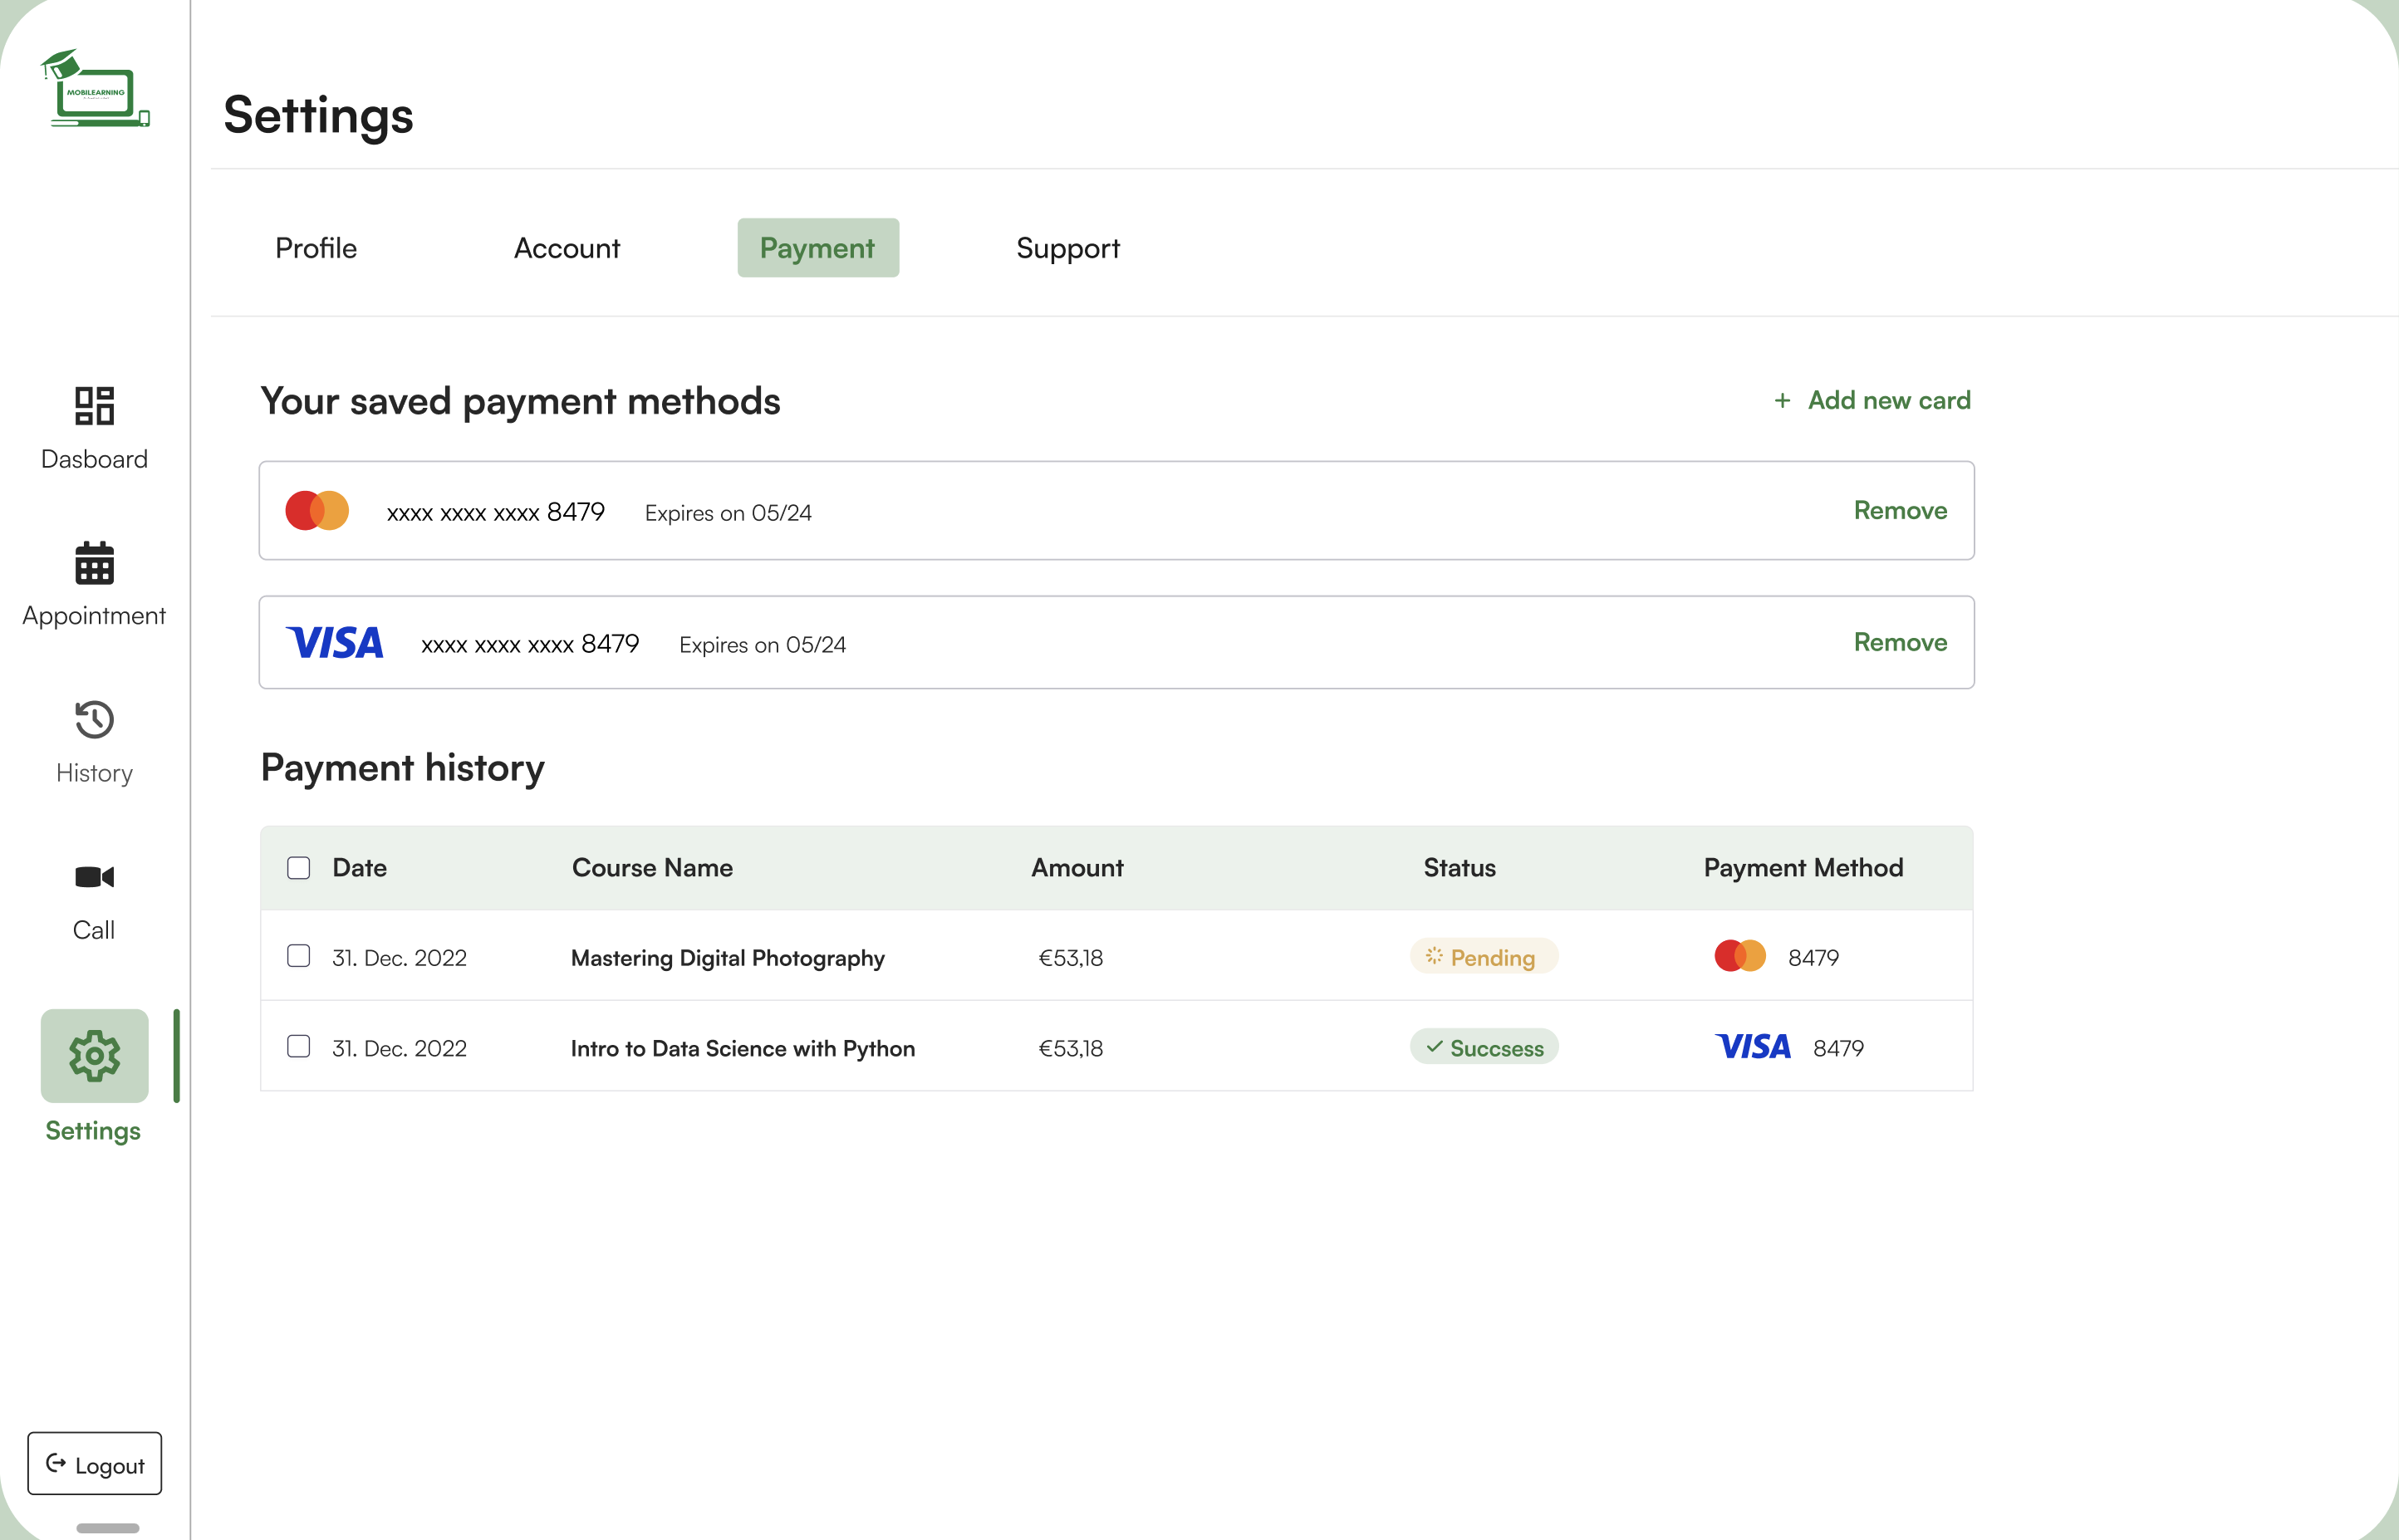 MOBILEARNING
Settings
Profile Account Payment Support
Your saved payment methods + Add new card
xxxx xxxx xxxx 8479 Expires on 05/24 Remove
VISA xxxx xxxx xxxx 8479 Expires on 05/24 Remove
Payment history
Date Course Name Amount Status Payment Method
31. Dec. 2022 Mastering Digital Photography €53,18 Pending 8479
31. Dec. 2022 Intro to Data Science with Python €53,18 Succsess VISA 8479
Dasboard
Appointment
History
Call
Settings
Logout